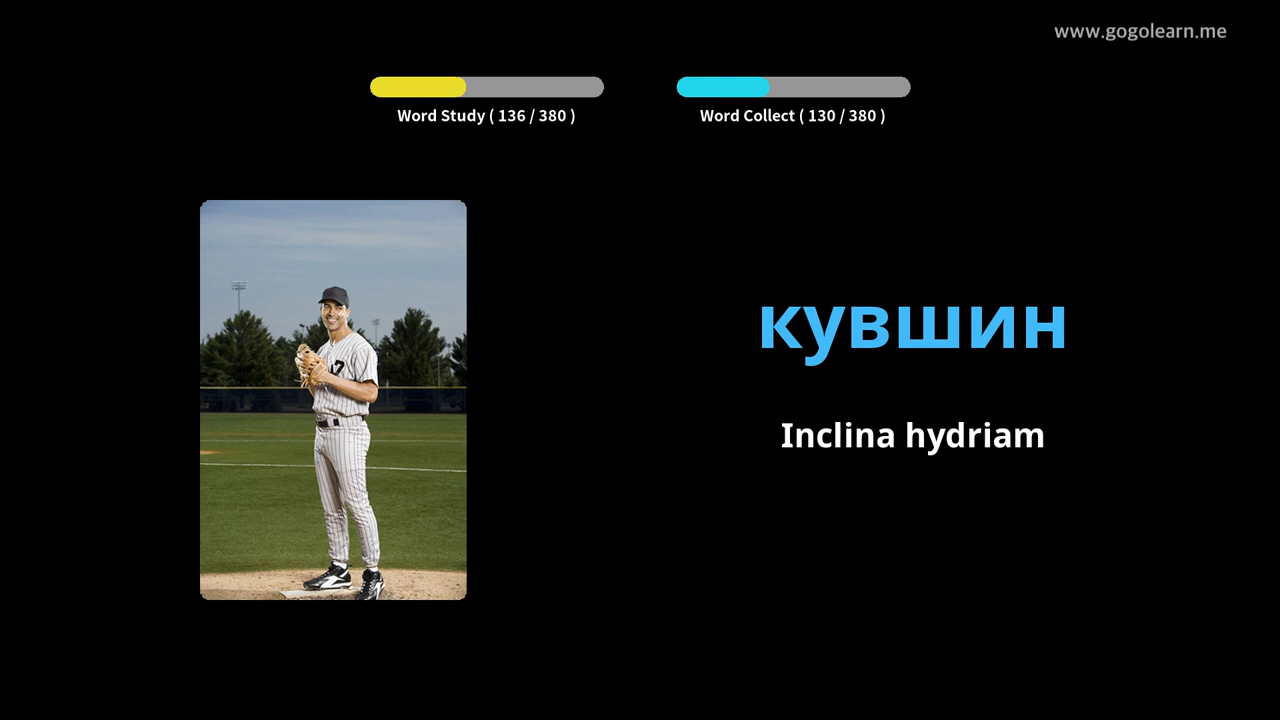 www.gogolearn.me
Word Study ( 136 / 380 )
Word Collect ( 130 / 380 )
кувшин
Inclina hydriam